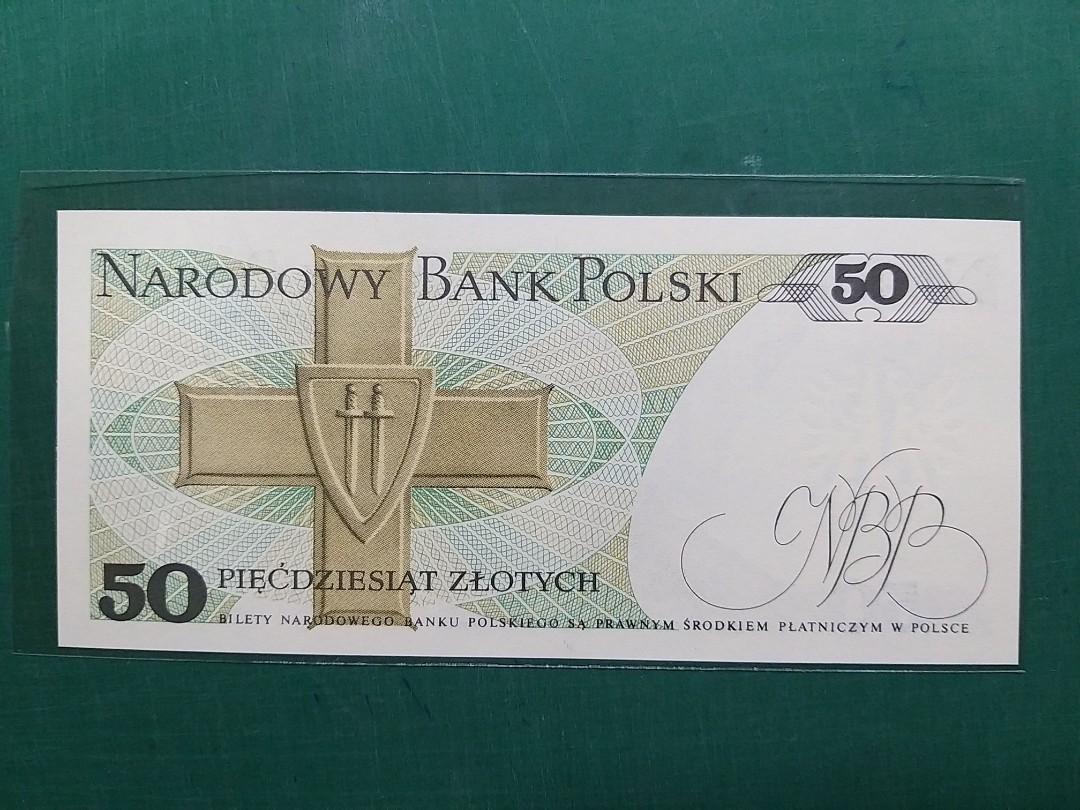 NARODOWY BANK POLSKI 50
NBP
50 PIĘĆDZIESIĄT ZŁOTYCH
BILETY NARODOWEGO BANKU POLSKIEGO SĄ PRAWNYM ŚRODKIEM PŁATNICZYM W POLSCE